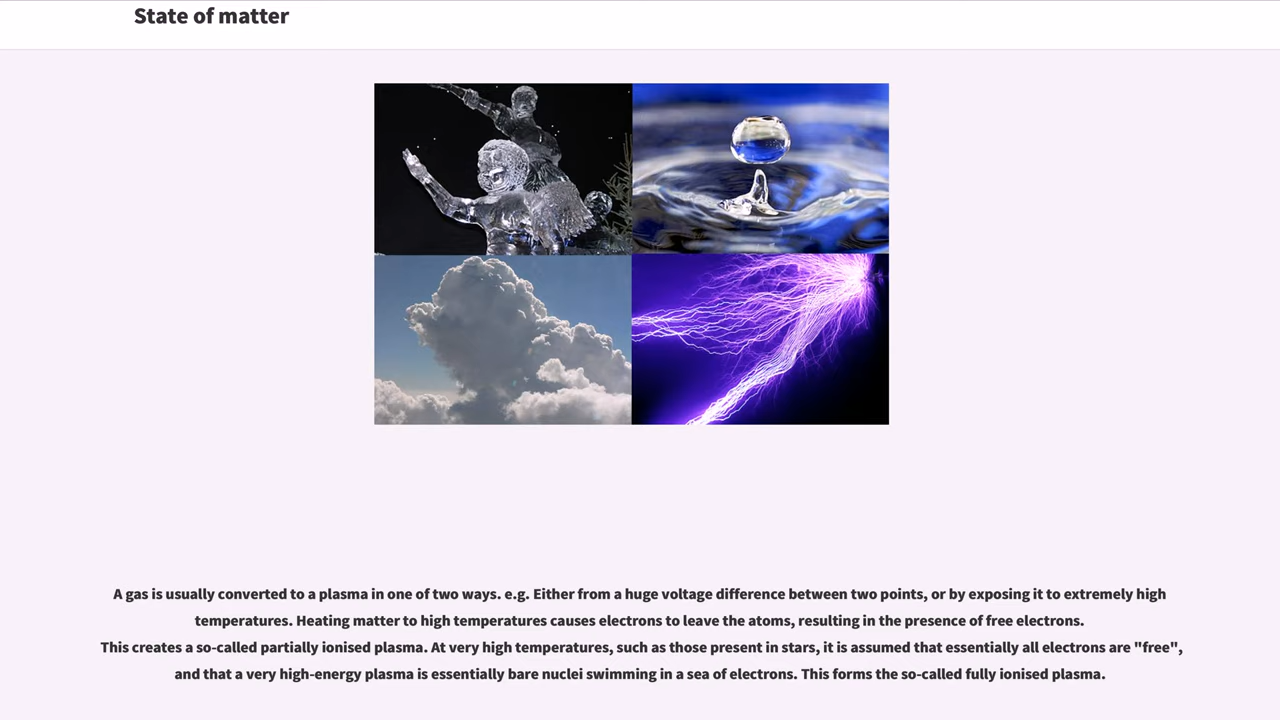 State of matter
A gas is usually converted to a plasma in one of two ways. e.g. Either from a huge voltage difference between two points, or by exposing it to extremely high
temperatures. Heating matter to high temperatures causes electrons to leave the atoms, resulting in the presence of free electrons.
This creates a so-called partially ionised plasma. At very high temperatures, such as those present in stars, it is assumed that essentially all electrons are "free",
and that a very high-energy plasma is essentially bare nuclei swimming in a sea of electrons. This forms the so-called fully ionised plasma.